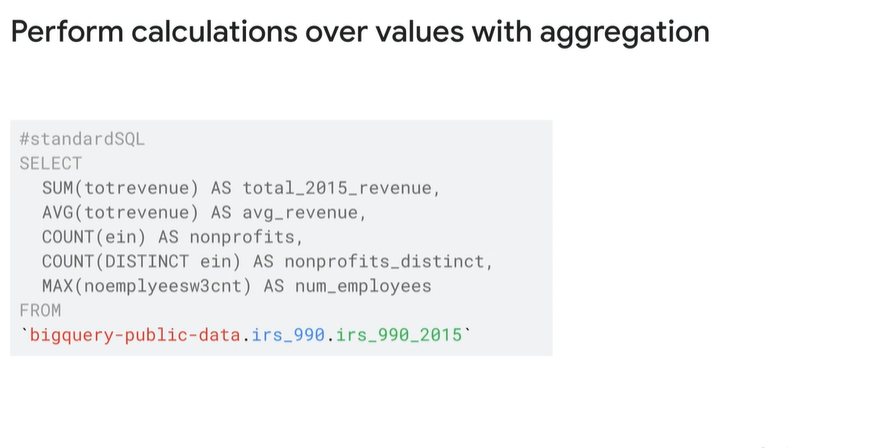 Perform calculations over values with aggregation
#standardSQL
SELECT
SUM(totrevenue) AS total_2015_revenue,
AVG(totrevenue) AS avg_revenue,
COUNT(ein) AS nonprofits,
COUNT(DISTINCT ein) AS nonprofits_distinct,
MAX(noemplyeesw3cnt) AS num_employees
FROM
`bigquery-public-data.irs_990.irs_990_2015`